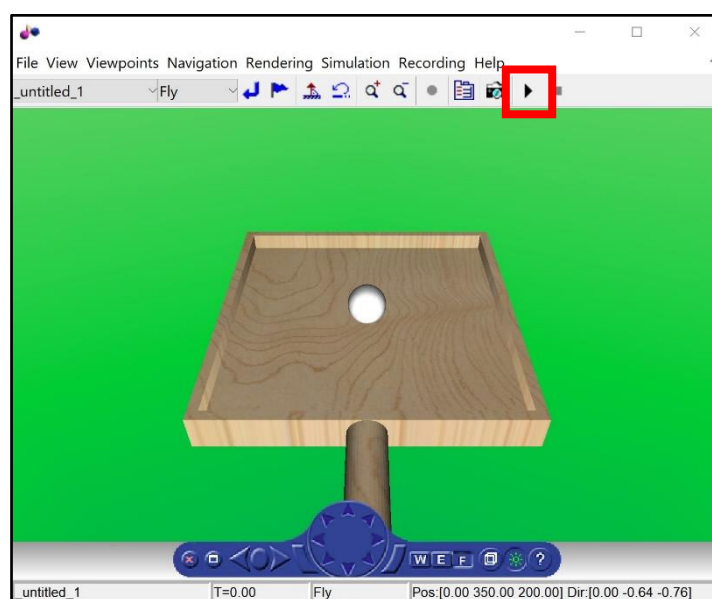 File View Viewpoints Navigation Rendering Simulation Recording Help
_untitled_1 Fly
W E F ?
_untitled_1 T=0.00 Fly Pos:[0.00 350.00 200.00] Dir:[0.00 -0.64 -0.76]